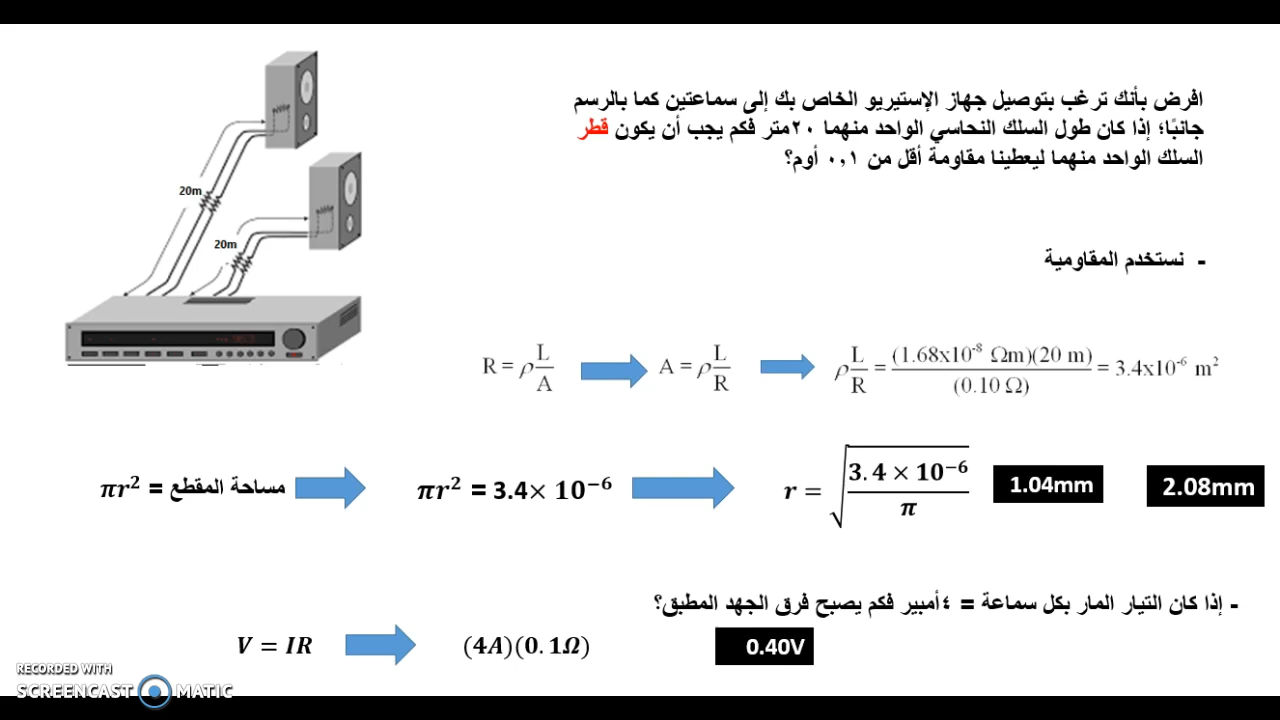 افرض بأنك ترغب بتوصيل جهاز الإستيريو الخاص بك إلى سماعتين كما بالرسم
جانبًا؛ إذا كان طول السلك النحاسي الواحد منهما ٢٠متر فكم يجب أن يكون قطر
السلك الواحد منهما ليعطينا مقاومة أقل من ٠,١ أوم؟
20m
20m
- نستخدم المقاومية
R = ρ L/A A = ρ L/R ρ L/R = (1.68x10⁻⁸ Ωm)(20 m)/(0.10 Ω) = 3.4x10⁻⁶ m²
πr² = مساحة المقطع πr² = 3.4× 10⁻⁶ r = √(3.4 × 10⁻⁶/π) 1.04mm 2.08mm
- إذا كان التيار المار بكل سماعة = ٤أمبير فكم يصبح فرق الجهد المطبق؟
V = IR (4A)(0.1Ω) 0.40V
RECORDED WITH
SCREENCAST MATIC